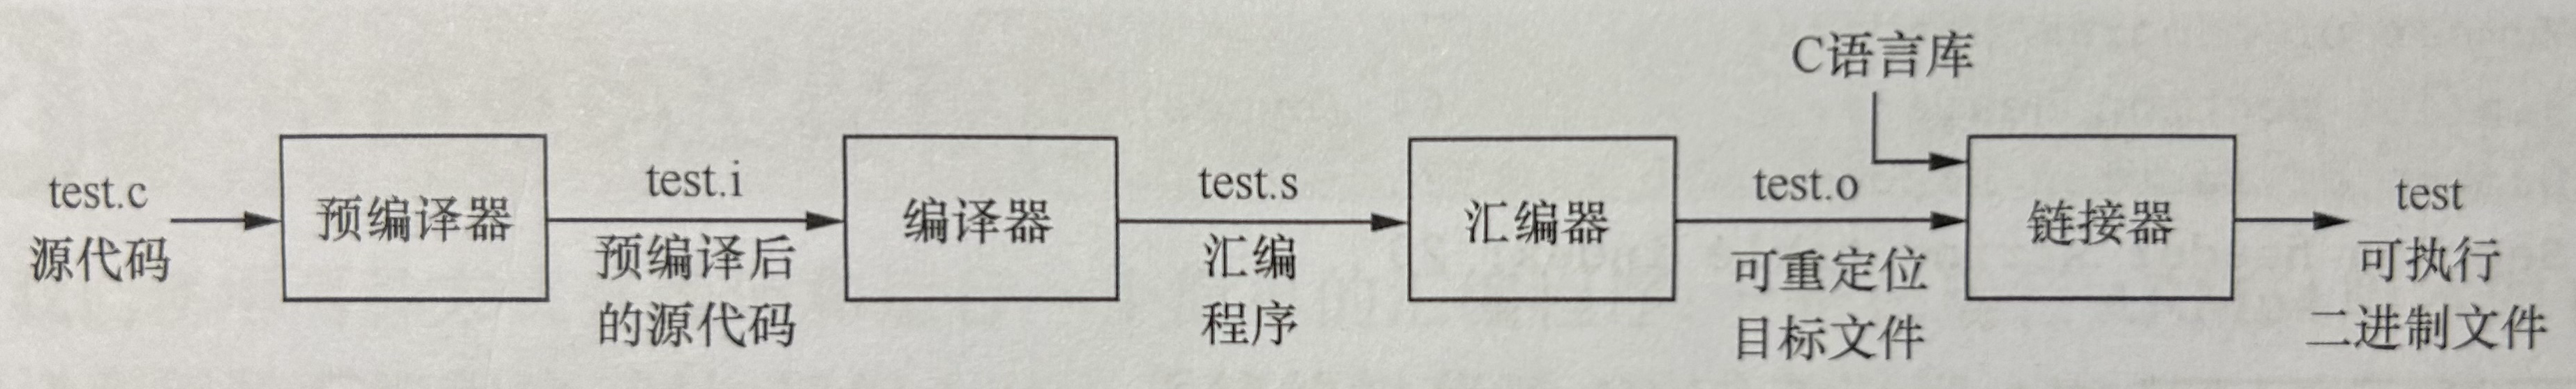 C语言库
test.c
源代码
预编译器
test.i
预编译后
的源代码
编译器
test.s
汇编
程序
汇编器
test.o
可重定位
目标文件
链接器
test
可执行
二进制文件